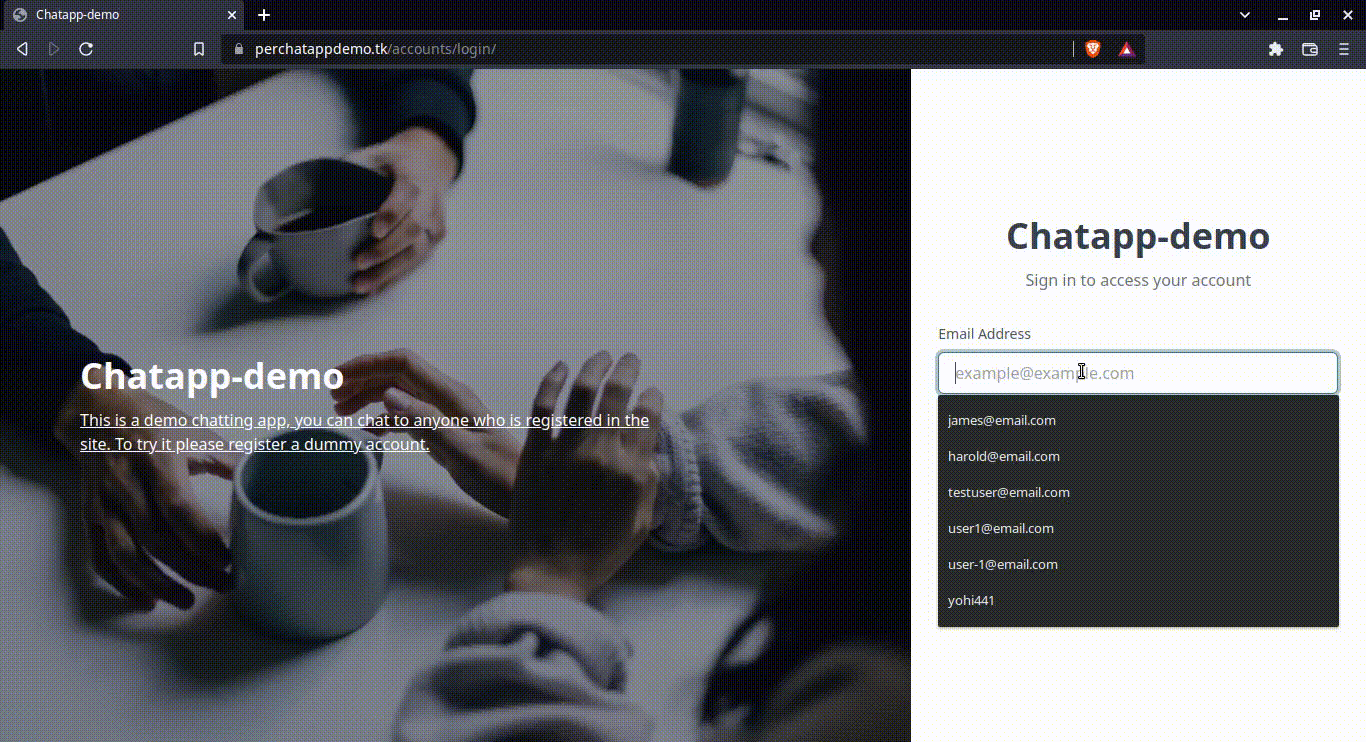 Chatapp-demo
perchatappdemo.tk/accounts/login/
Chatapp-demo
This is a demo chatting app, you can chat to anyone who is registered in the
site. To try it please register a dummy account.
Chatapp-demo
Sign in to access your account
Email Address
example@example.com
james@email.com
harold@email.com
testuser@email.com
user1@email.com
user-1@email.com
yohi441